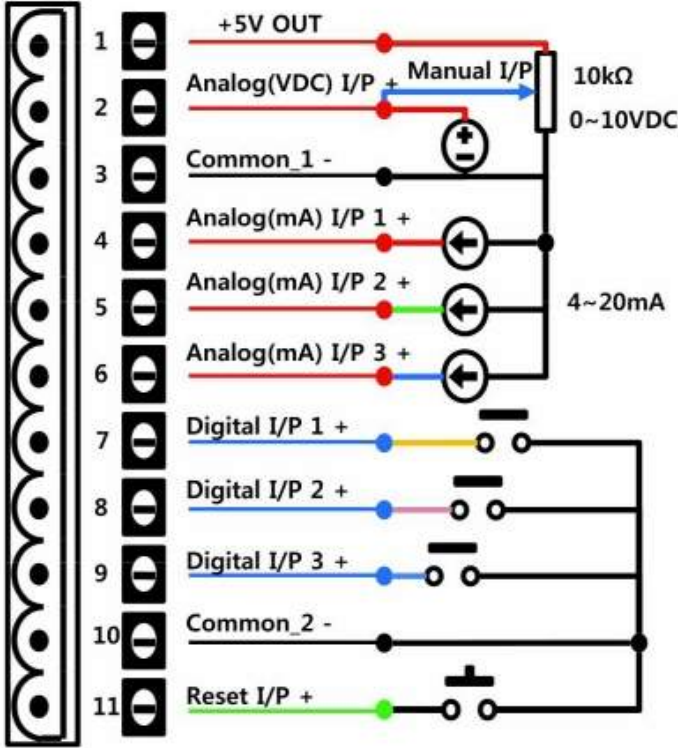 1 +5V OUT
2 Analog(VDC) I/P +
Manual I/P
10kΩ
0~10VDC
+
−
3 Common_1 -
4 Analog(mA) I/P 1 +
5 Analog(mA) I/P 2 +
4~20mA
6 Analog(mA) I/P 3 +
7 Digital I/P 1 +
8 Digital I/P 2 +
9 Digital I/P 3 +
10 Common_2 -
11 Reset I/P +